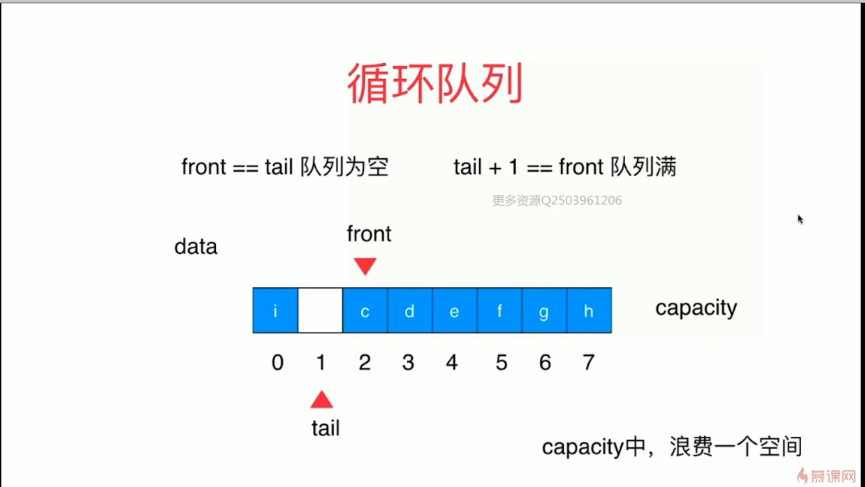 循环队列
front == tail 队列为空 tail + 1 == front 队列满
更多资源Q2503961206
front
data
i c d e f g h
capacity
0 1 2 3 4 5 6 7
tail
capacity中，浪费一个空间
慕课网